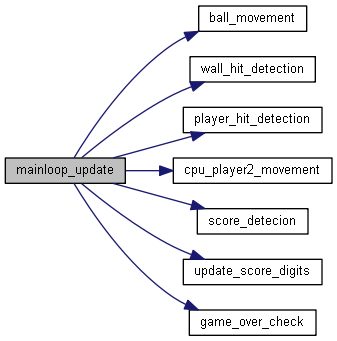 ball_movement
wall_hit_detection
player_hit_detection
mainloop_update
cpu_player2_movement
score_detecion
update_score_digits
game_over_check